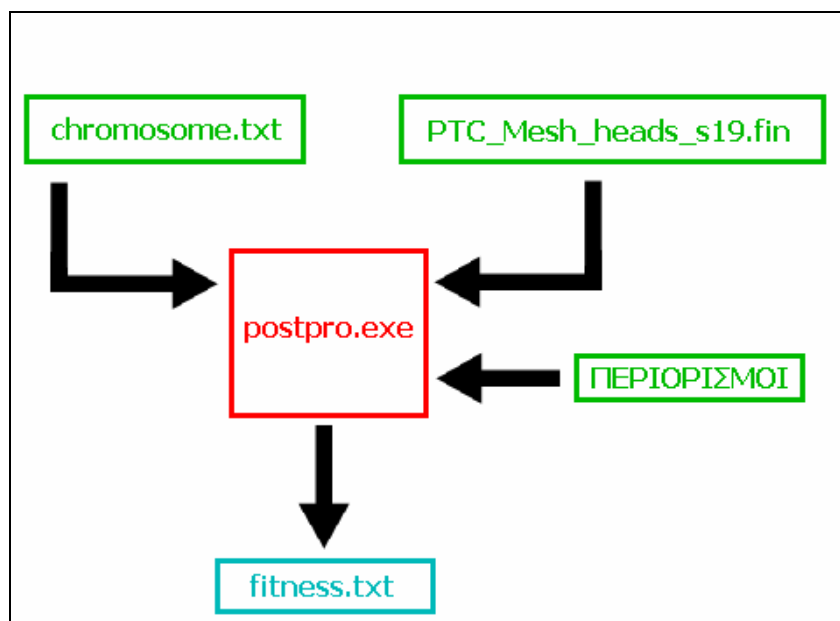 chromosome.txt
PTC_Mesh_heads_s19.fin
postpro.exe
ΠΕΡΙΟΡΙΣΜΟΙ
fitness.txt